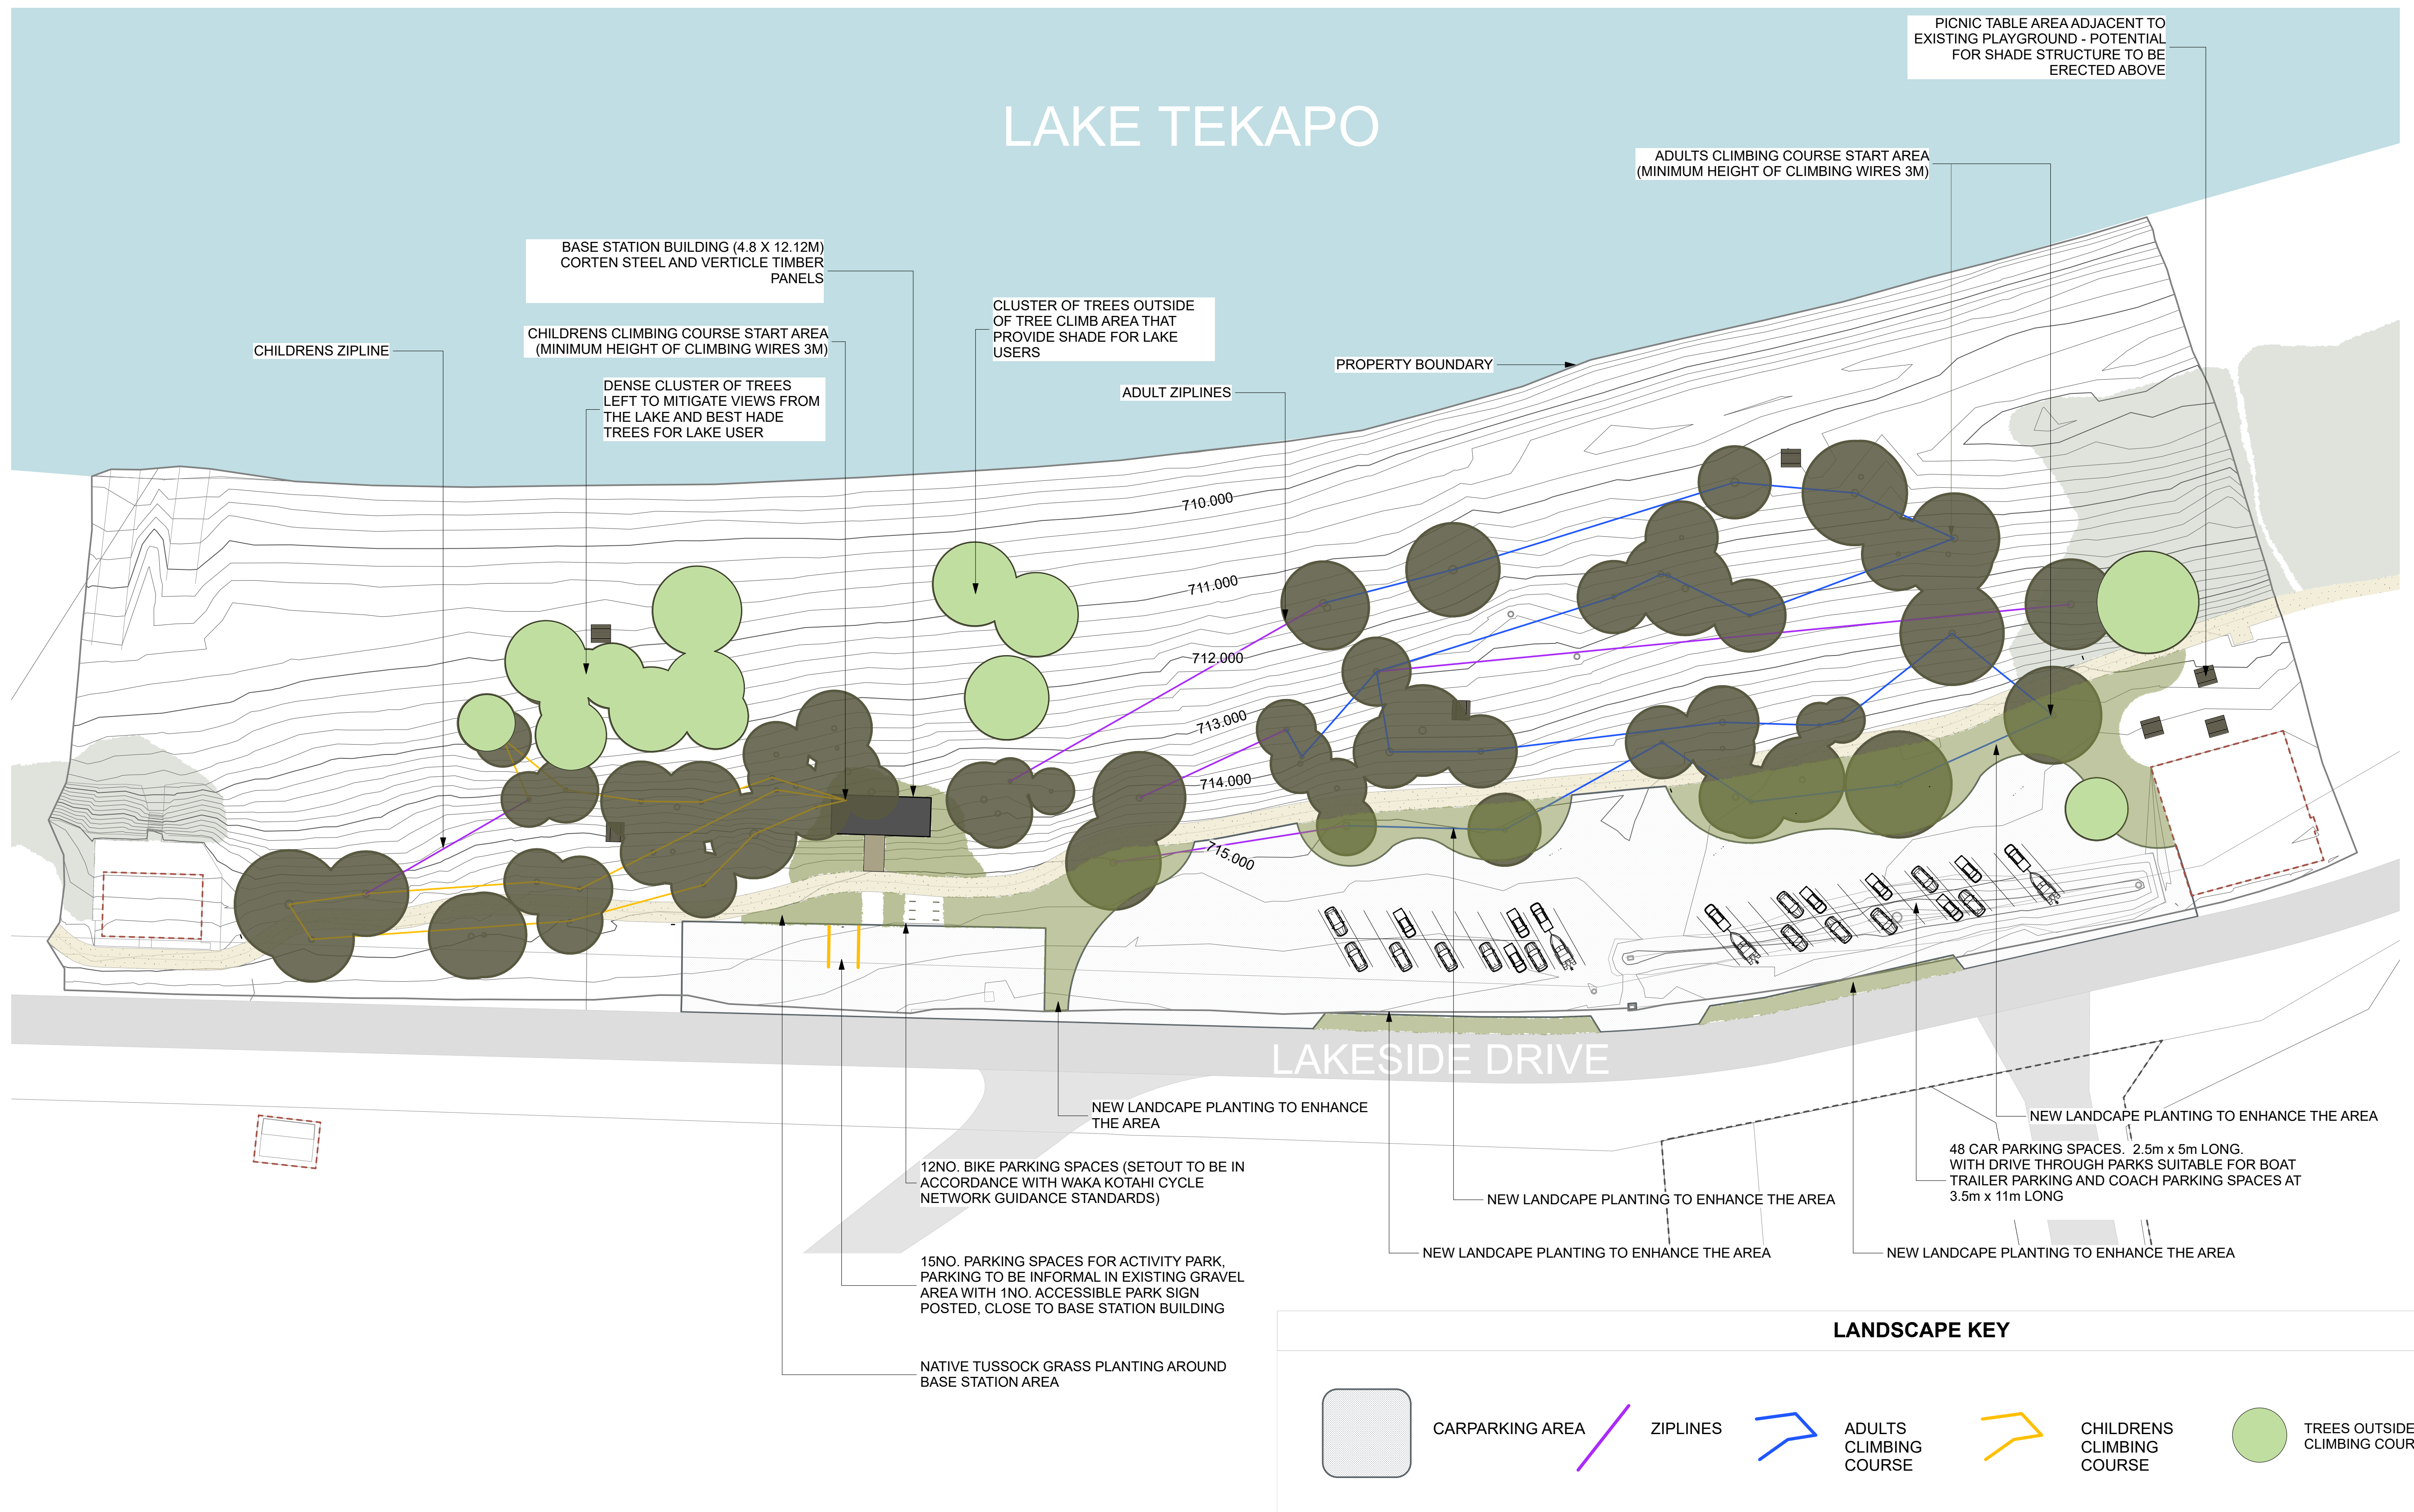 PICNIC TABLE AREA ADJACENT TO
EXISTING PLAYGROUND - POTENTIAL
FOR SHADE STRUCTURE TO BE
ERECTED ABOVE
LAKE TEKAPO
ADULTS CLIMBING COURSE START AREA
(MINIMUM HEIGHT OF CLIMBING WIRES 3M)
BASE STATION BUILDING (4.8 X 12.12M)
CORTEN STEEL AND VERTICLE TIMBER
PANELS
CLUSTER OF TREES OUTSIDE
OF TREE CLIMB AREA THAT
PROVIDE SHADE FOR LAKE
USERS
CHILDRENS CLIMBING COURSE START AREA
(MINIMUM HEIGHT OF CLIMBING WIRES 3M)
CHILDRENS ZIPLINE
PROPERTY BOUNDARY
DENSE CLUSTER OF TREES
LEFT TO MITIGATE VIEWS FROM
THE LAKE AND BEST HADE
TREES FOR LAKE USER
ADULT ZIPLINES
710.000
711.000
712.000
713.000
714.000
715.000
LAKESIDE DRIVE
NEW LANDCAPE PLANTING TO ENHANCE
THE AREA
NEW LANDCAPE PLANTING TO ENHANCE THE AREA
48 CAR PARKING SPACES.  2.5m x 5m LONG.
WITH DRIVE THROUGH PARKS SUITABLE FOR BOAT
TRAILER PARKING AND COACH PARKING SPACES AT
3.5m x 11m LONG
12NO. BIKE PARKING SPACES (SETOUT TO BE IN
ACCORDANCE WITH WAKA KOTAHI CYCLE
NETWORK GUIDANCE STANDARDS)
NEW LANDCAPE PLANTING TO ENHANCE THE AREA
NEW LANDCAPE PLANTING TO ENHANCE THE AREA
NEW LANDCAPE PLANTING TO ENHANCE THE AREA
15NO. PARKING SPACES FOR ACTIVITY PARK,
PARKING TO BE INFORMAL IN EXISTING GRAVEL
AREA WITH 1NO. ACCESSIBLE PARK SIGN
POSTED, CLOSE TO BASE STATION BUILDING
NATIVE TUSSOCK GRASS PLANTING AROUND
BASE STATION AREA
LANDSCAPE KEY
CARPARKING AREA
ZIPLINES
ADULTS
CLIMBING
COURSE
CHILDRENS
CLIMBING
COURSE
TREES OUTSIDE
CLIMBING COUR